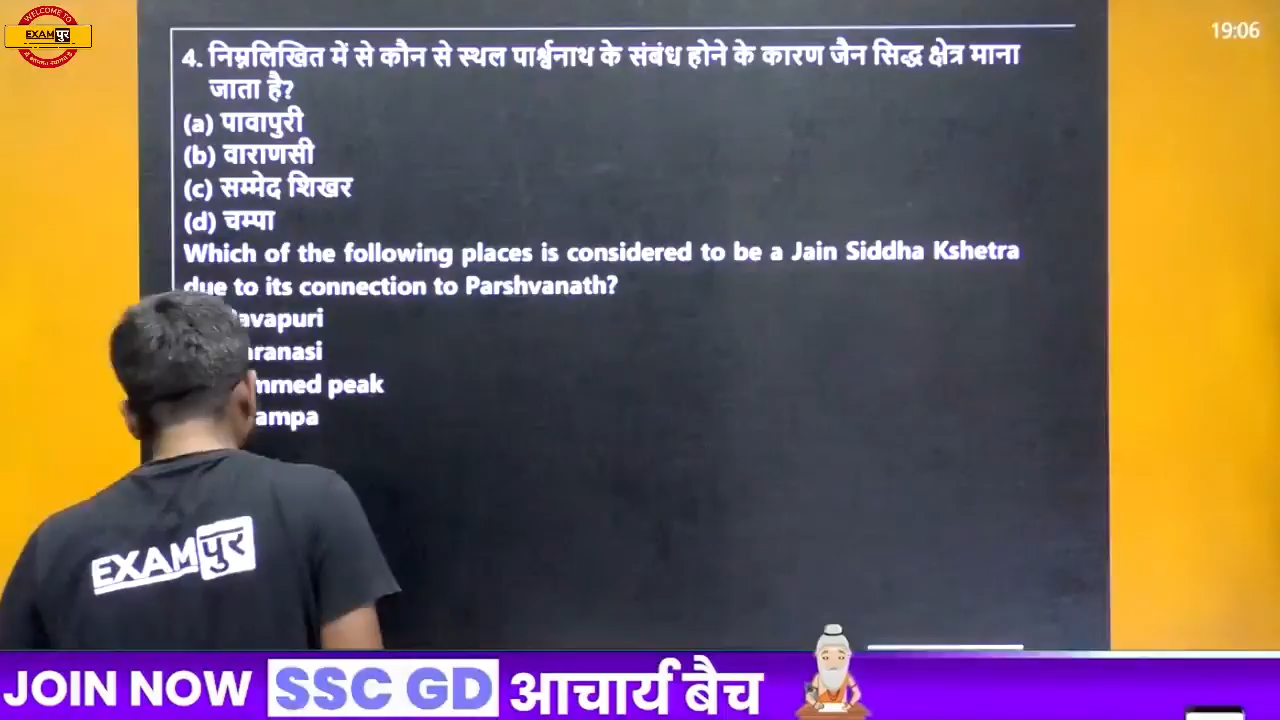 WELCOME TO
EXAMपुर
19:06
4. निम्नलिखित में से कौन से स्थल पार्श्वनाथ के संबंध होने के कारण जैन सिद्ध क्षेत्र माना
जाता है?
(a) पावापुरी
(b) वाराणसी
(c) सम्मेद शिखर
(d) चम्पा
Which of the following places is considered to be a Jain Siddha Kshetra
due to its connection to Parshvanath?
avapuri
aranasi
mmed peak
ampa
EXAMपुर
JOIN NOW SSC GD आचार्य बैच